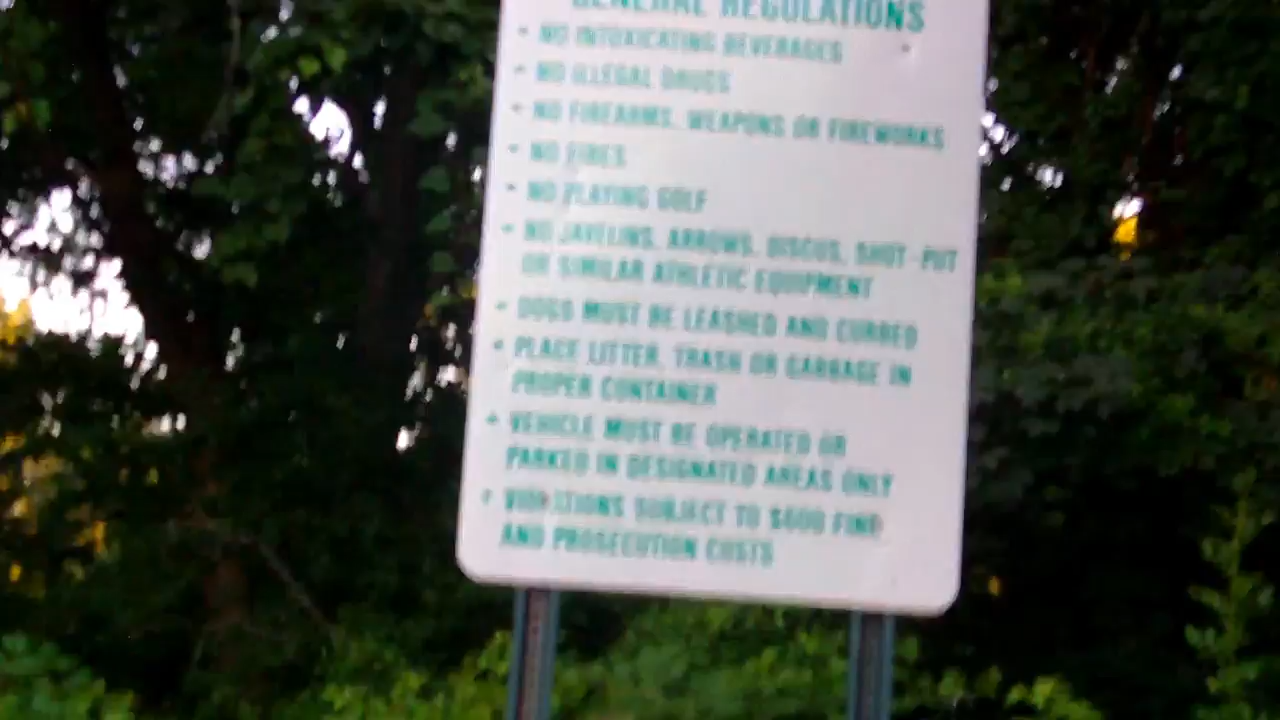 GENERAL REGULATIONS
• NO INTOXICATING BEVERAGES
• NO ILLEGAL DRUGS
• NO FIREARMS, WEAPONS OR FIREWORKS
• NO FIRES
• NO PLAYING GOLF
• NO JAVELINS, ARROWS, DISCUS, SHOT-PUT
OR SIMILAR ATHLETIC EQUIPMENT
• DOGS MUST BE LEASHED AND CURBED
• PLACE LITTER, TRASH OR GARBAGE IN
PROPER CONTAINER
• VEHICLE MUST BE OPERATED OR
PARKED IN DESIGNATED AREAS ONLY
• VIOLATIONS SUBJECT TO $600 FINE
AND PROSECUTION COSTS